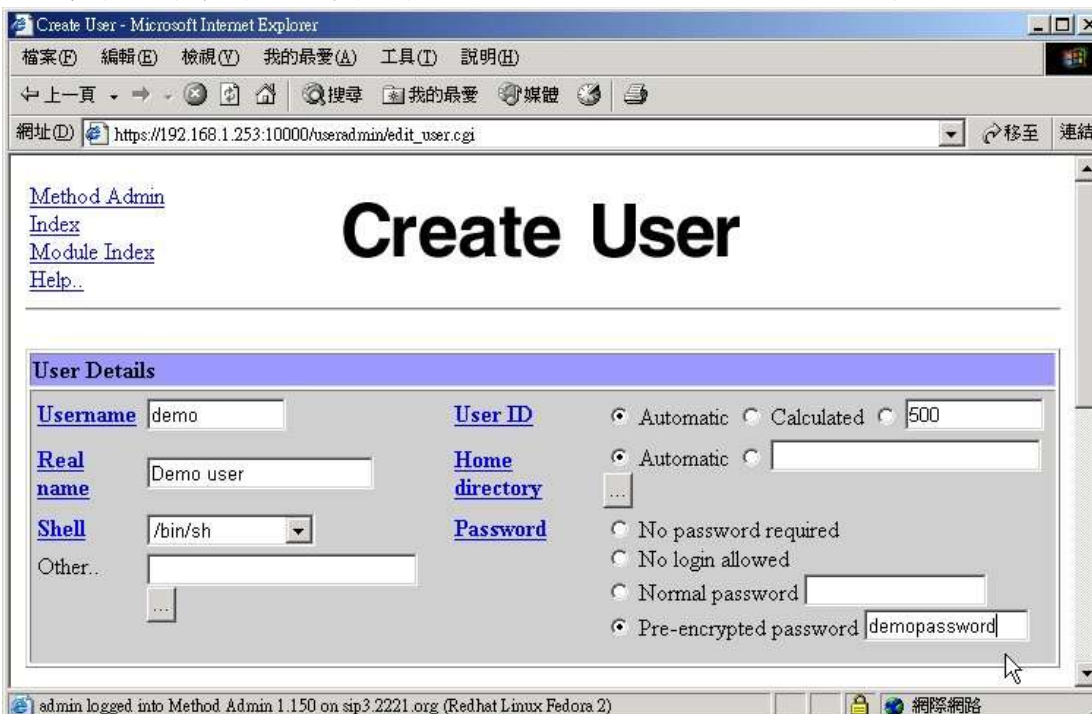 Create User - Microsoft Internet Explorer
檔案(F) 編輯(E) 檢視(V) 我的最愛(A) 工具(T) 說明(H)
上一頁 搜尋 我的最愛 媒體
網址(D) https://192.168.1.253:10000/useradmin/edit_user.cgi 移至 連結
Method Admin
Index
Module Index
Help..
Create User
User Details
Username demo User ID Automatic Calculated 500
Real name Demo user Home directory Automatic
...
Shell /bin/sh Password No password required
Other.. No login allowed
... Normal password
Pre-encrypted password demopassword
admin logged into Method Admin 1.150 on sip3.2221.org (Redhat Linux Fedora 2) 網際網路